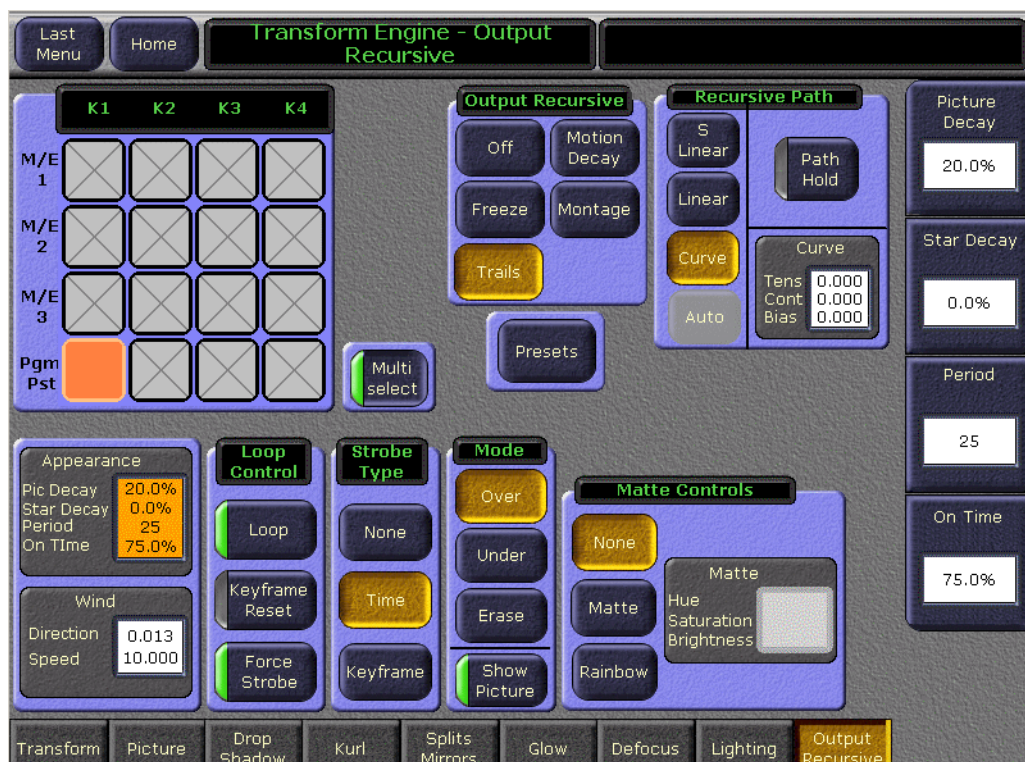 Last
Menu
Home
Transform Engine - Output
Recursive
K1 K2 K3 K4
M/E
1
M/E
2
M/E
3
Pgm
Pst
Multi
select
Output Recursive
Off
Motion
Decay
Freeze
Montage
Trails
Presets
Recursive Path
S
Linear
Linear
Curve
Auto
Path
Hold
Curve
Tens 0.000
Cont 0.000
Bias 0.000
Picture
Decay
20.0%
Star Decay
0.0%
Period
25
On Time
75.0%
Appearance
Pic Decay 20.0%
Star Decay 0.0%
Period 25
On TIme 75.0%
Wind
Direction 0.013
Speed 10.000
Loop
Control
Loop
Keyframe
Reset
Force
Strobe
Strobe
Type
None
Time
Keyframe
Mode
Over
Under
Erase
Show
Picture
Matte Controls
None
Matte
Rainbow
Matte
Hue
Saturation
Brightness
Transform
Picture
Drop
Shadow
Kurl
Splits
Mirrors
Glow
Defocus
Lighting
Output
Recursive